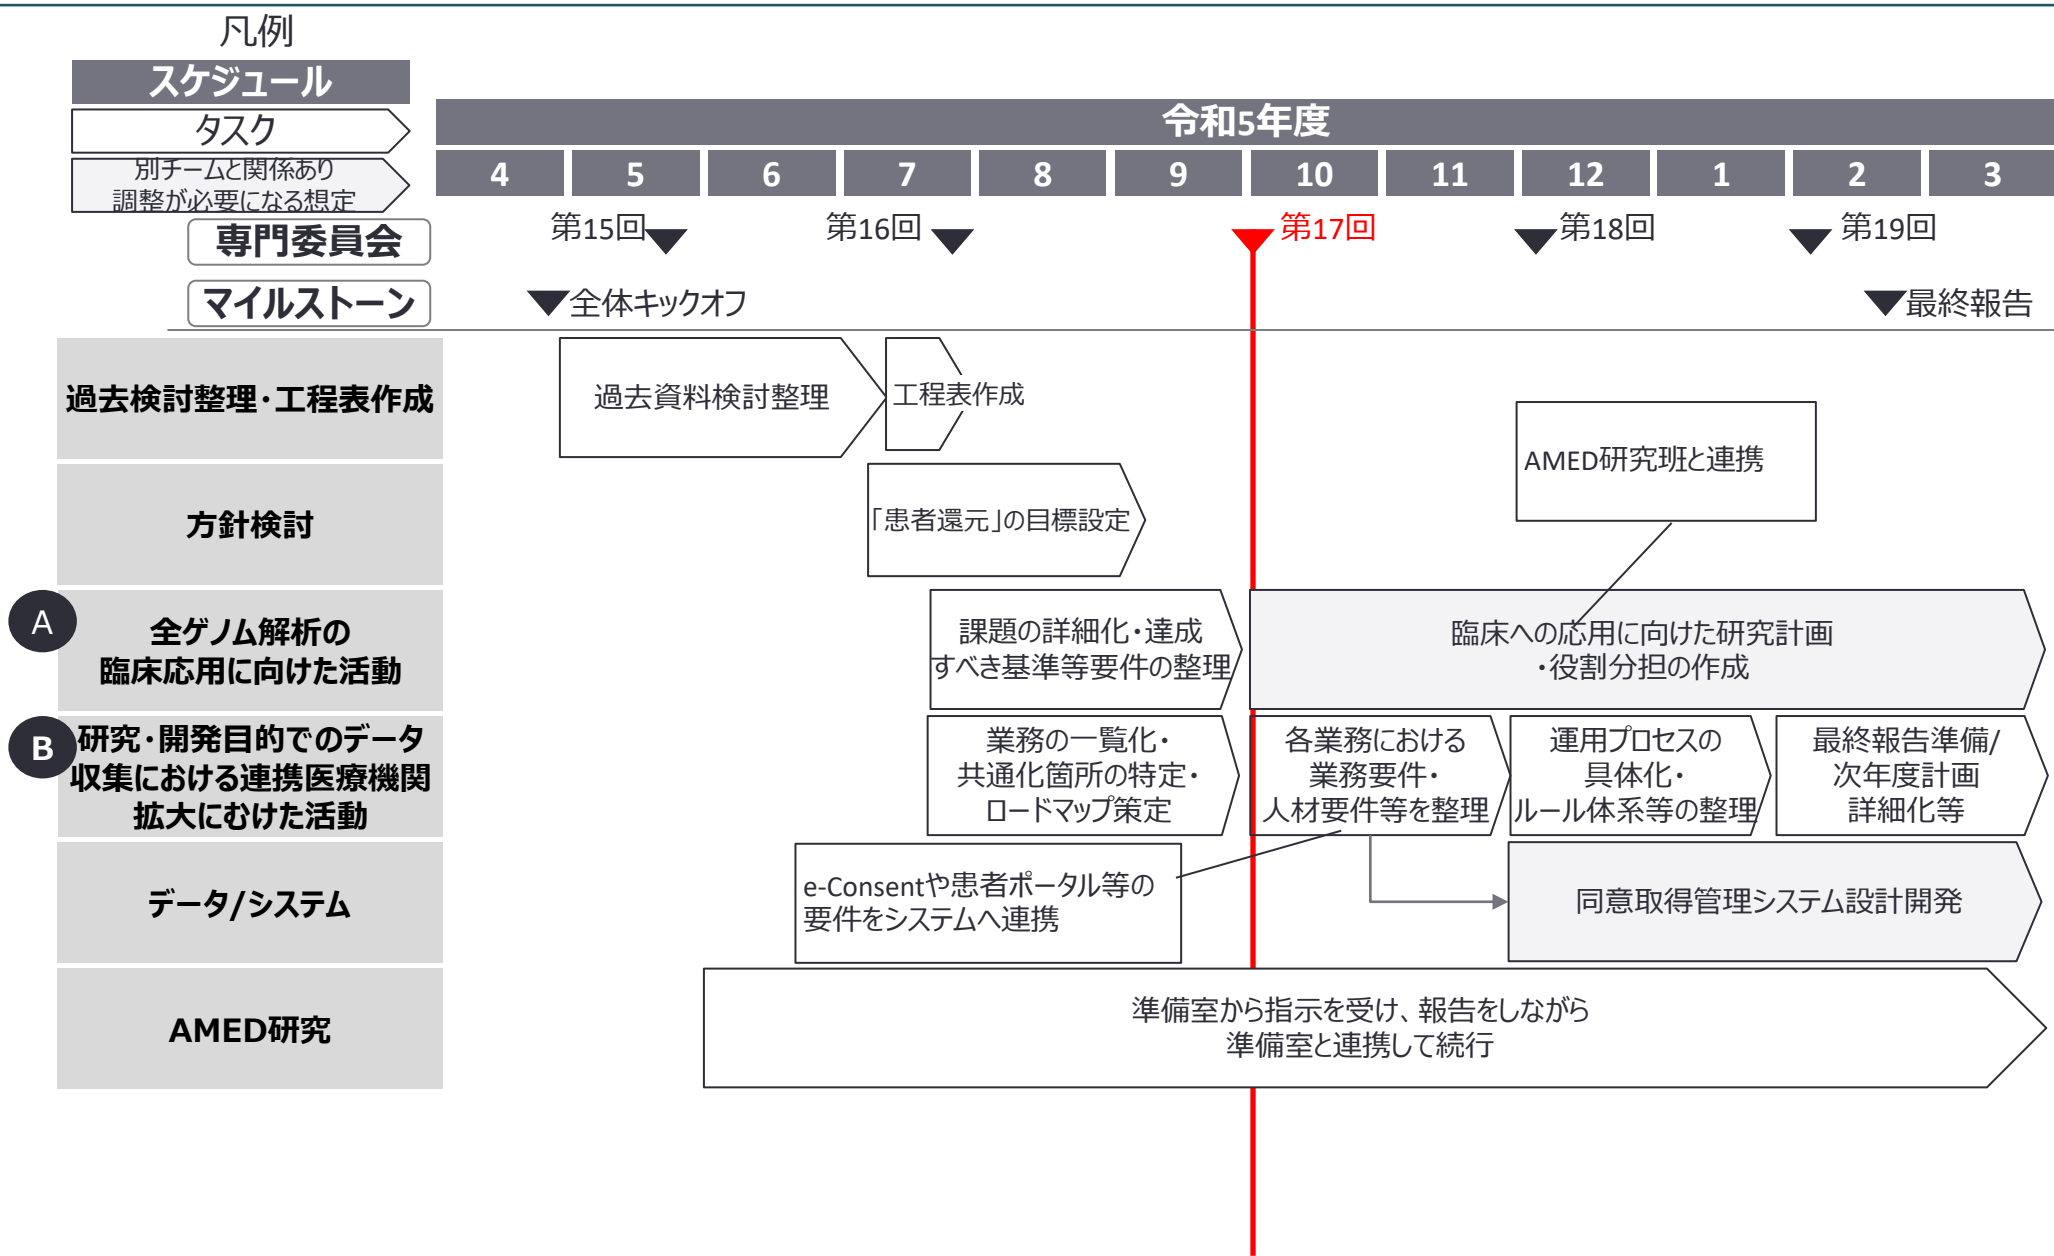 凡例
スケジュール
タスク
別チームと関係あり
調整が必要になる想定
令和5年度
4 5 6 7 8 9 10 11 12 1 2 3
専門委員会
第15回 第16回 第17回 第18回 第19回
マイルストーン
全体キックオフ 最終報告
過去検討整理・工程表作成
過去資料検討整理
工程表作成
AMED研究班と連携
方針検討
「患者還元」の目標設定
A
全ゲノム解析の
臨床応用に向けた活動
課題の詳細化・達成
すべき基準等要件の整理
臨床への応用に向けた研究計画
・役割分担の作成
B
研究・開発目的でのデータ
収集における連携医療機関
拡大にむけた活動
業務の一覧化・
共通化箇所の特定・
ロードマップ策定
各業務における
業務要件・
人材要件等を整理
運用プロセスの
具体化・
ルール体系等の整理
最終報告準備/
次年度計画
詳細化等
データ/システム
e-Consentや患者ポータル等の
要件をシステムへ連携
同意取得管理システム設計開発
AMED研究
準備室から指示を受け、報告をしながら
準備室と連携して続行